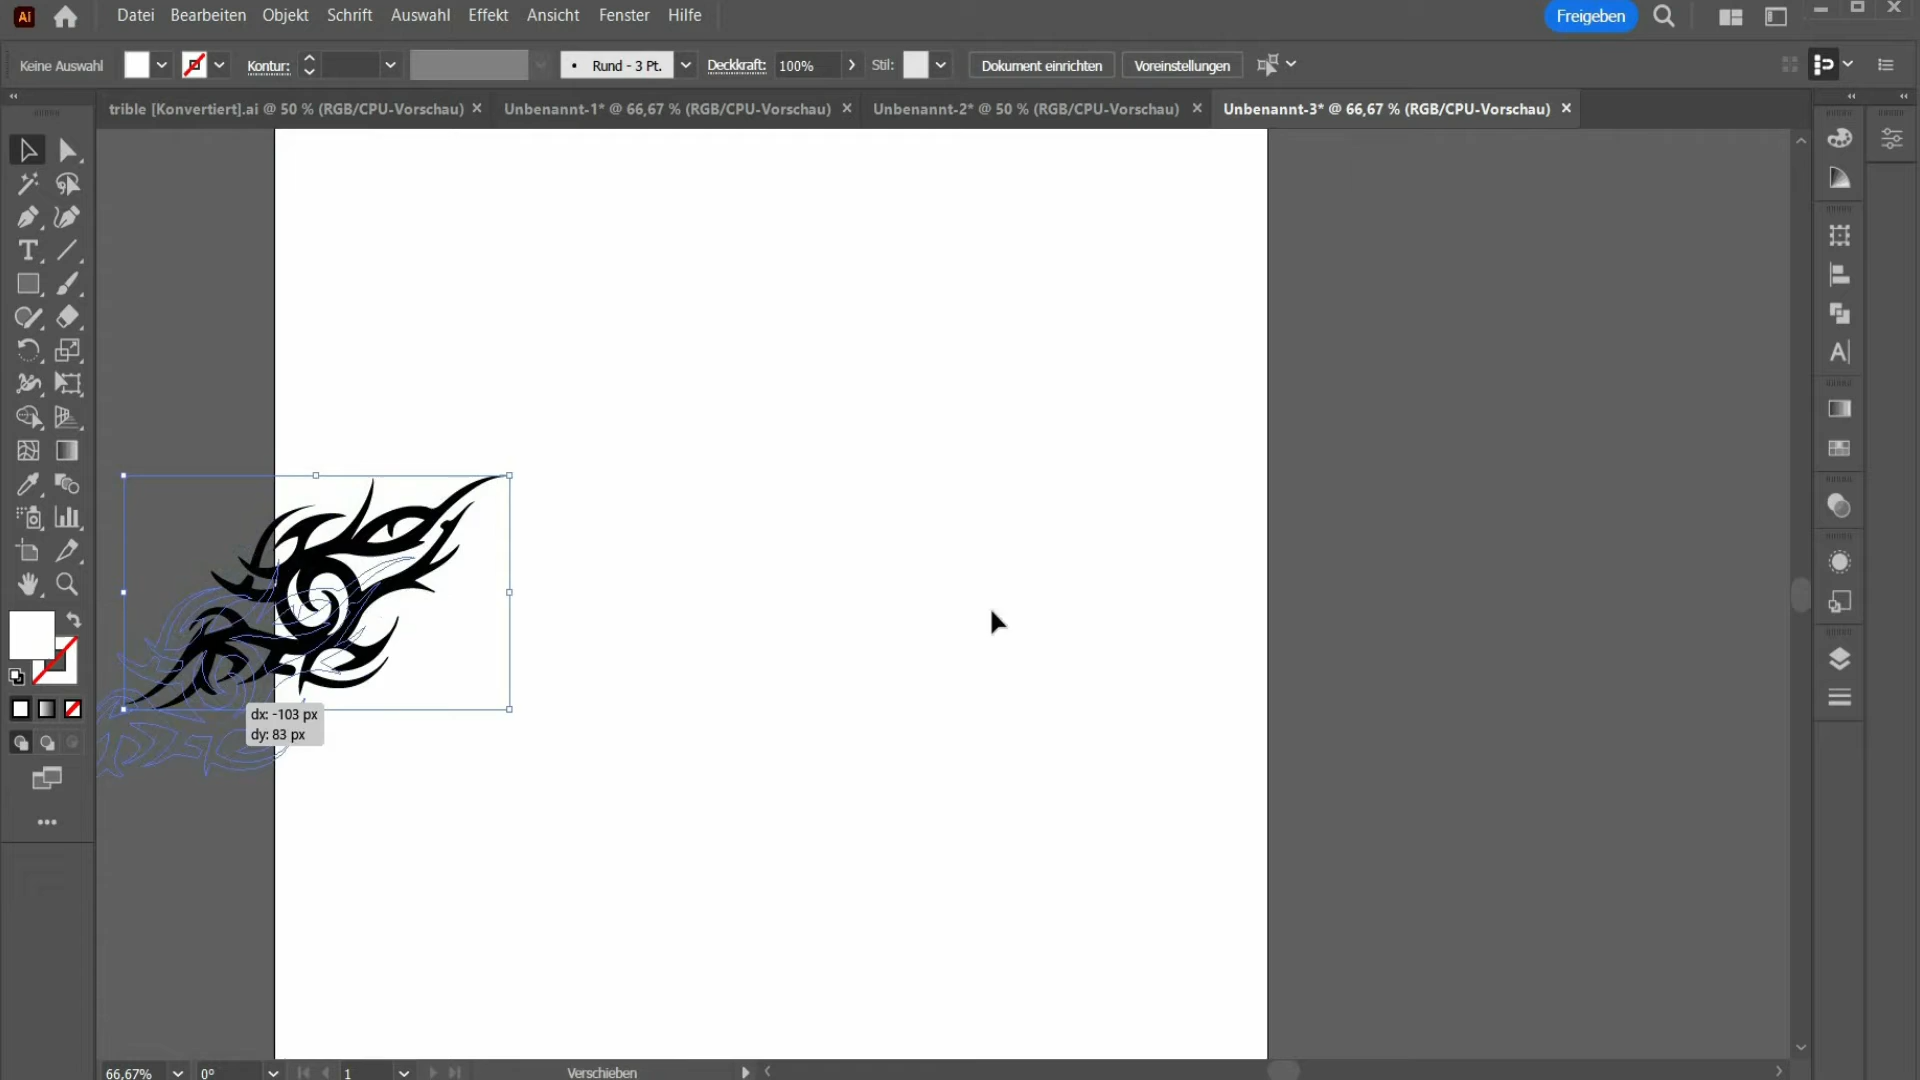 Ai Datei Bearbeiten Objekt Schrift Auswahl Effekt Ansicht Fenster Hilfe Freigeben
Keine Auswahl Kontur: Rund - 3 Pt. Deckkraft: 100% Stil: Dokument einrichten Voreinstellungen
trible [Konvertiert].ai @ 50 % (RGB/CPU-Vorschau) Unbenannt-1* @ 66,67 % (RGB/CPU-Vorschau) Unbenannt-2* @ 50 % (RGB/CPU-Vorschau) Unbenannt-3* @ 66,67 % (RGB/CPU-Vorschau)
dx: -103 px
dy: 83 px
66,67% 0° 1 Verschieben